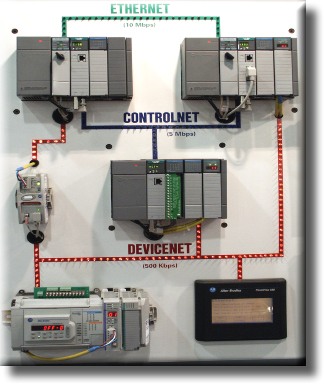 ETHERNET
(10 Mbps)
CONTROLNET
(5 Mbps)
DEVICENET
(500 Kbps)
Allen-Bradley